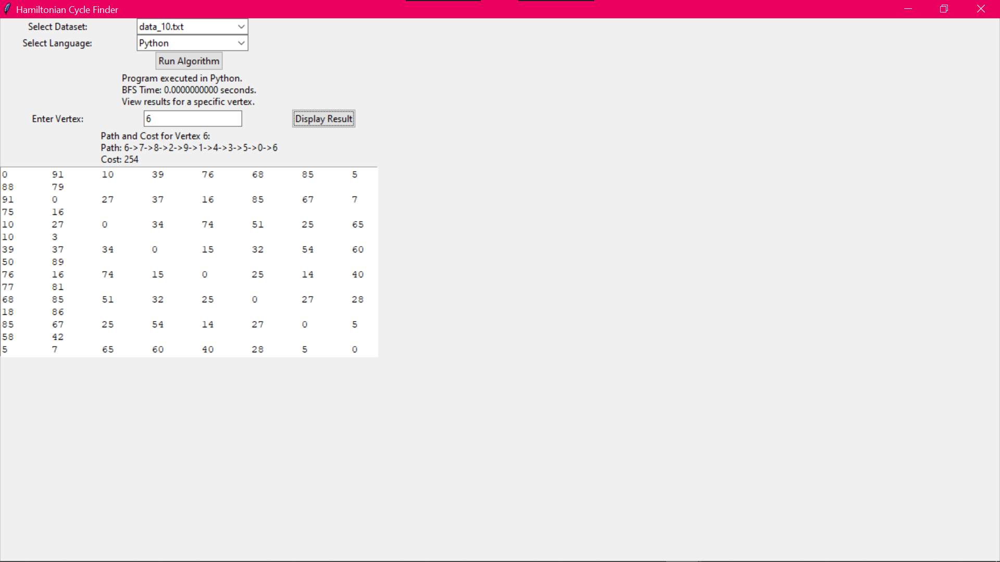 Hamiltonian Cycle Finder
Select Dataset: data_10.txt
Select Language: Python
Run Algorithm
Program executed in Python.
BFS Time: 0.0000000000 seconds.
View results for a specific vertex.
Enter Vertex: 6 Display Result
Path and Cost for Vertex 6:
Path: 6->7->8->2->9->1->4->3->5->0->6
Cost: 254
0 91 10 39 76 68 85 5
88 79
91 0 27 37 16 85 67 7
75 16
10 27 0 34 74 51 25 65
10 3
39 37 34 0 15 32 54 60
50 89
76 16 74 15 0 25 14 40
77 81
68 85 51 32 25 0 27 28
18 86
85 67 25 54 14 27 0 5
58 42
5 7 65 60 40 28 5 0